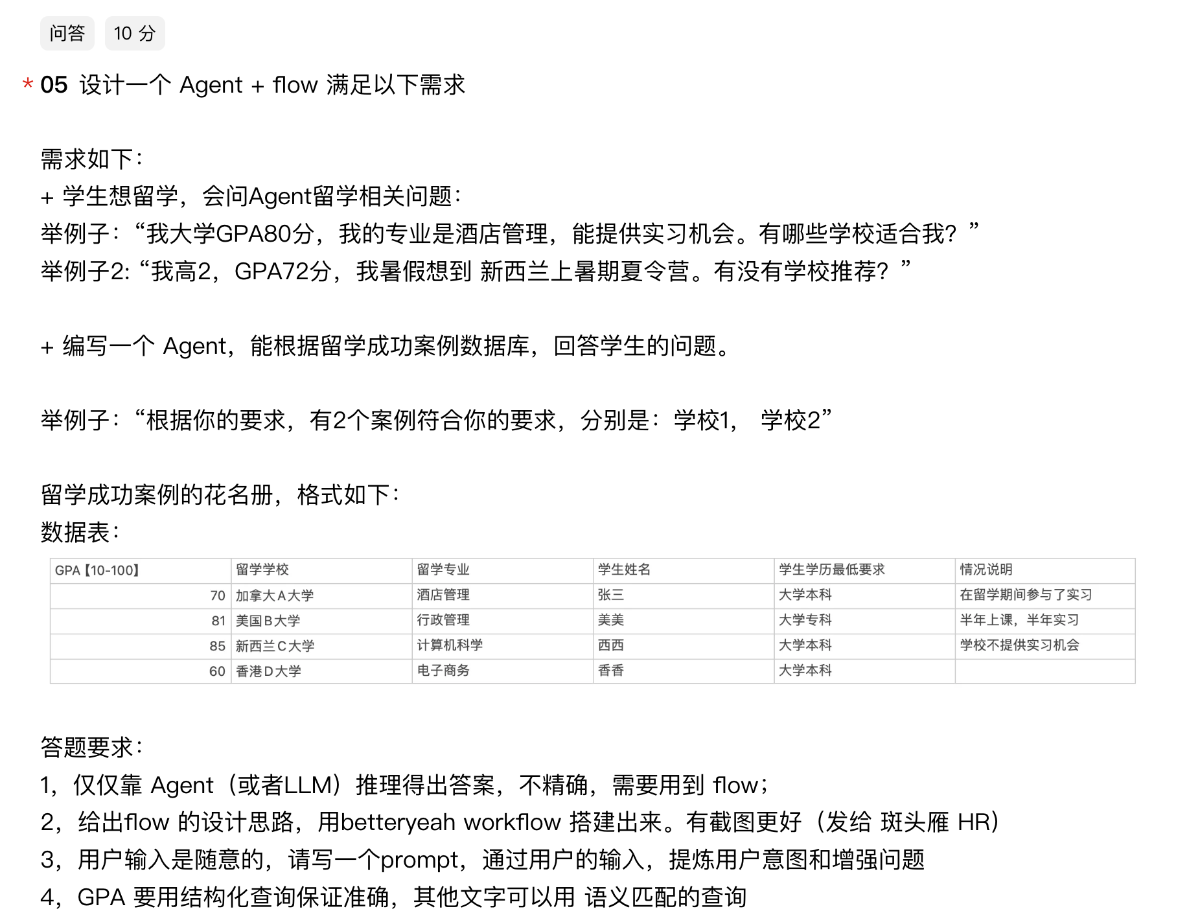 问答 10 分
* 05 设计一个 Agent + flow 满足以下需求
需求如下：
+ 学生想留学，会问Agent留学相关问题：
举例子：“我大学GPA80分，我的专业是酒店管理，能提供实习机会。有哪些学校适合我？”
举例子2: “我高2，GPA72分，我暑假想到 新西兰上暑期夏令营。有没有学校推荐？”
+ 编写一个 Agent，能根据留学成功案例数据库，回答学生的问题。
举例子：“根据你的要求，有2个案例符合你的要求，分别是：学校1， 学校2”
留学成功案例的花名册，格式如下：
数据表：
GPA【10-100】 留学学校 留学专业 学生姓名 学生学历最低要求 情况说明
70 加拿大A大学 酒店管理 张三 大学本科 在留学期间参与了实习
81 美国B大学 行政管理 美美 大学专科 半年上课，半年实习
85 新西兰C大学 计算机科学 西西 大学本科 学校不提供实习机会
60 香港D大学 电子商务 香香 大学本科
答题要求：
1，仅仅靠 Agent（或者LLM）推理得出答案，不精确，需要用到 flow；
2，给出flow 的设计思路，用betteryeah workflow 搭建出来。有截图更好（发给 斑头雁 HR）
3，用户输入是随意的，请写一个prompt，通过用户的输入，提炼用户意图和增强问题
4，GPA 要用结构化查询保证准确，其他文字可以用 语义匹配的查询